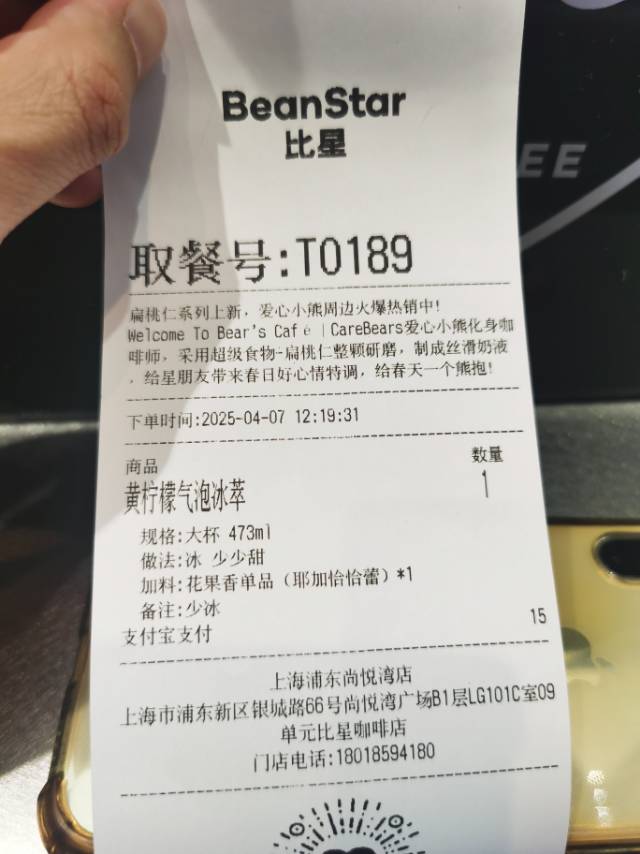 BeanStar
比星
EE
取餐号:T0189
扁桃仁系列上新，爱心小熊周边火爆热销中!
Welcome To Bear's Café | CareBears爱心小熊化身咖
啡师，采用超级食物-扁桃仁整颗研磨，制成丝滑奶液
，给星朋友带来春日好心情特调，给春天一个熊抱!
下单时间:2025-04-07 12:19:31
商品 数量
黄柠檬气泡冰萃 1
规格:大杯 473ml
做法:冰 少少甜
加料:花果香单品（耶加恰恰蕾）*1
备注:少冰
支付宝支付 15
上海浦东尚悦湾店
上海市浦东新区银城路66号尚悦湾广场B1层LG101C室09
单元比星咖啡店
门店电话:18018594180